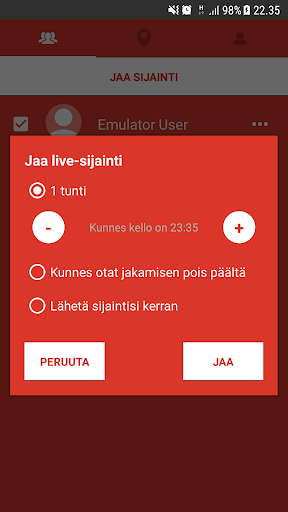 98% 22.35
JAA SIJAINTI
Emulator User
Jaa live-sijainti
1 tunti
- Kunnes kello on 23:35 +
Kunnes otat jakamisen pois päältä
Lähetä sijaintisi kerran
PERUUTA JAA